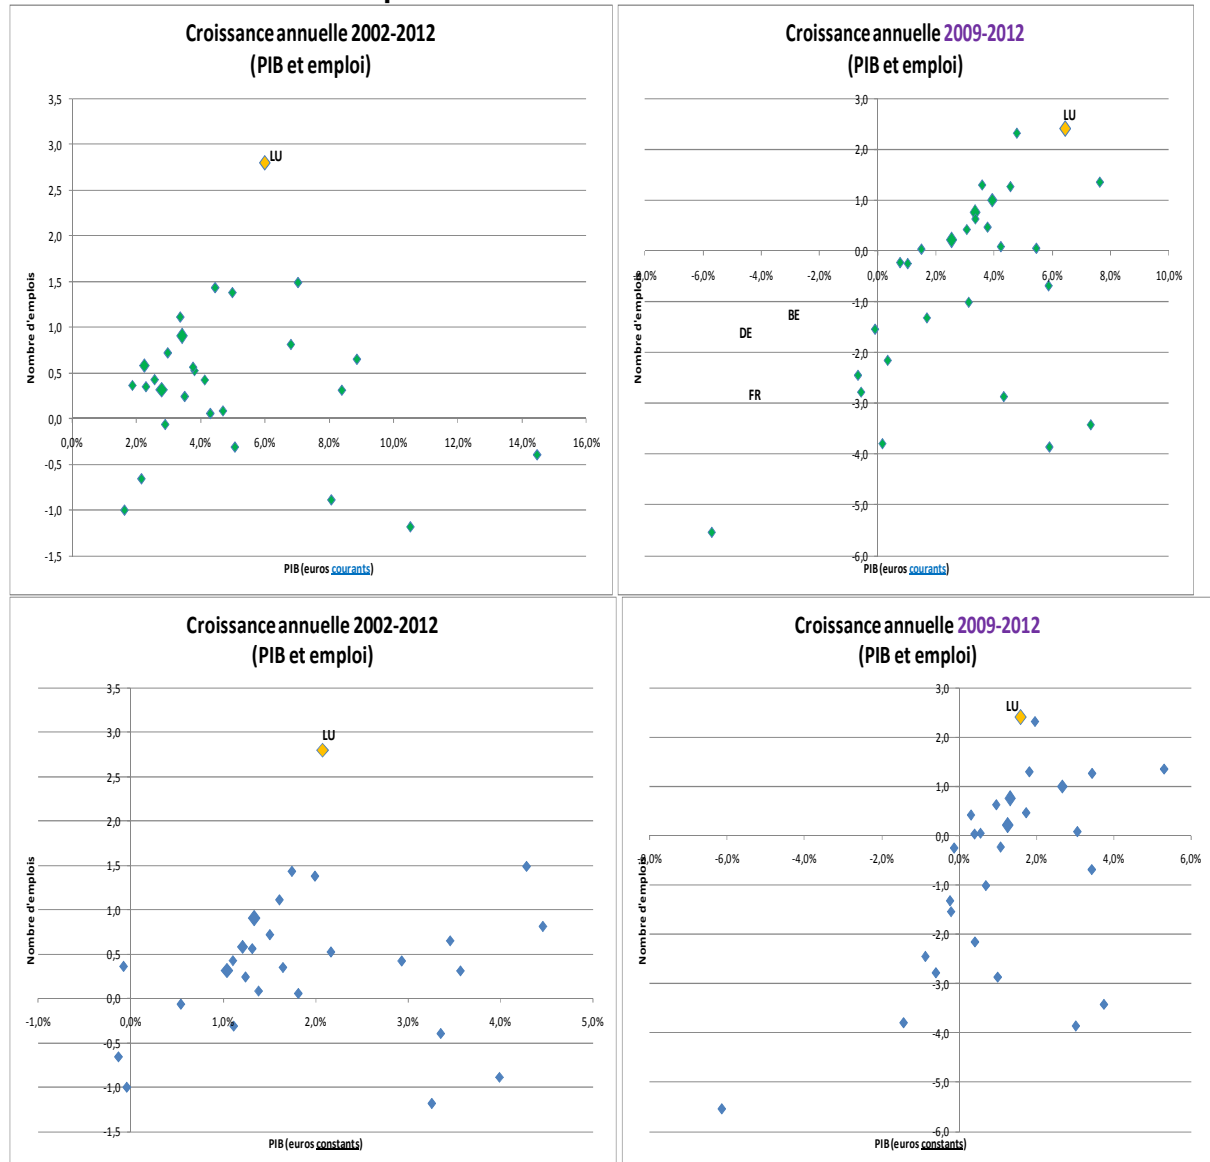 Croissance annuelle 2002-2012
(PIB et emploi)
3,5
3,0
2,5
2,0
1,5
1,0
0,5
0,0
-0,5
-1,0
-1,5
Nombre d'emplois
LU
0,0% 2,0% 4,0% 6,0% 8,0% 10,0% 12,0% 14,0% 16,0%
PIB (euros courants)
Croissance annuelle 2009-2012
(PIB et emploi)
3,0
2,0
1,0
0,0
-1,0
-2,0
-3,0
-4,0
-5,0
-6,0
Nombre d'emplois
LU
-6,0% -4,0% -2,0% 0,0% 2,0% 4,0% 6,0% 8,0% 10,0%
BE
DE
FR
PIB (euros courants)
Croissance annuelle 2002-2012
(PIB et emploi)
3,5
3,0
2,5
2,0
1,5
1,0
0,5
0,0
-0,5
-1,0
-1,5
Nombre d'emplois
LU
-1,0% 0,0% 1,0% 2,0% 3,0% 4,0% 5,0%
PIB (euros constants)
Croissance annuelle 2009-2012
(PIB et emploi)
3,0
2,0
1,0
0,0
-1,0
-2,0
-3,0
-4,0
-5,0
-6,0
Nombre d'emplois
LU
-6,0% -4,0% -2,0% 0,0% 2,0% 4,0% 6,0%
PIB (euros constants)